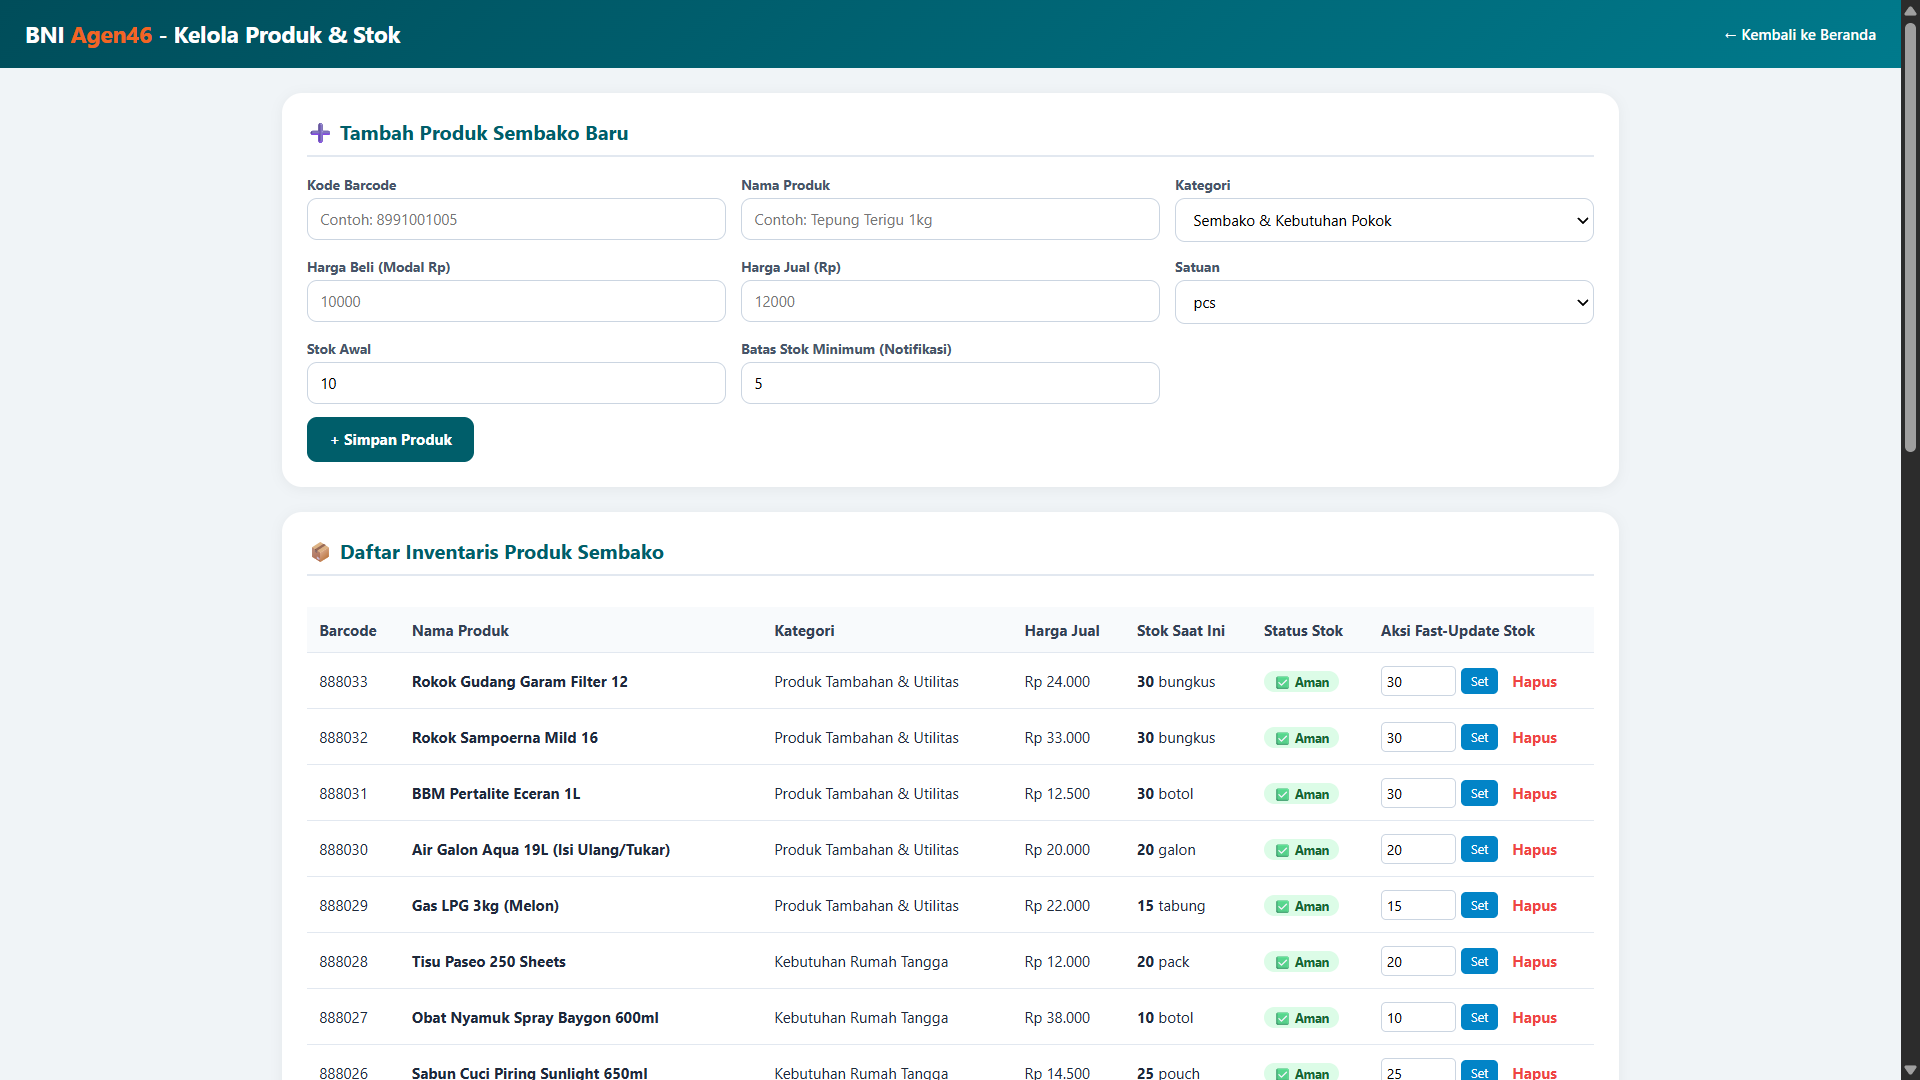 BNI Agen46 - Kelola Produk & Stok
← Kembali ke Beranda
➕ Tambah Produk Sembako Baru
Kode Barcode
Nama Produk
Kategori
Contoh: 8991001005
Contoh: Tepung Terigu 1kg
Sembako & Kebutuhan Pokok
Harga Beli (Modal Rp)
Harga Jual (Rp)
Satuan
10000
12000
pcs
Stok Awal
Batas Stok Minimum (Notifikasi)
10
5
+ Simpan Produk
📦 Daftar Inventaris Produk Sembako
Barcode Nama Produk Kategori Harga Jual Stok Saat Ini Status Stok Aksi Fast-Update Stok
888033 Rokok Gudang Garam Filter 12 Produk Tambahan & Utilitas Rp 24.000 30 bungkus ✅ Aman 30 Set Hapus
888032 Rokok Sampoerna Mild 16 Produk Tambahan & Utilitas Rp 33.000 30 bungkus ✅ Aman 30 Set Hapus
888031 BBM Pertalite Eceran 1L Produk Tambahan & Utilitas Rp 12.500 30 botol ✅ Aman 30 Set Hapus
888030 Air Galon Aqua 19L (Isi Ulang/Tukar) Produk Tambahan & Utilitas Rp 20.000 20 galon ✅ Aman 20 Set Hapus
888029 Gas LPG 3kg (Melon) Produk Tambahan & Utilitas Rp 22.000 15 tabung ✅ Aman 15 Set Hapus
888028 Tisu Paseo 250 Sheets Kebutuhan Rumah Tangga Rp 12.000 20 pack ✅ Aman 20 Set Hapus
888027 Obat Nyamuk Spray Baygon 600ml Kebutuhan Rumah Tangga Rp 38.000 10 botol ✅ Aman 10 Set Hapus
888026 Sabun Cuci Piring Sunlight 650ml Kebutuhan Rumah Tangga Rp 14.500 25 pouch ✅ Aman 25 Set Hapus